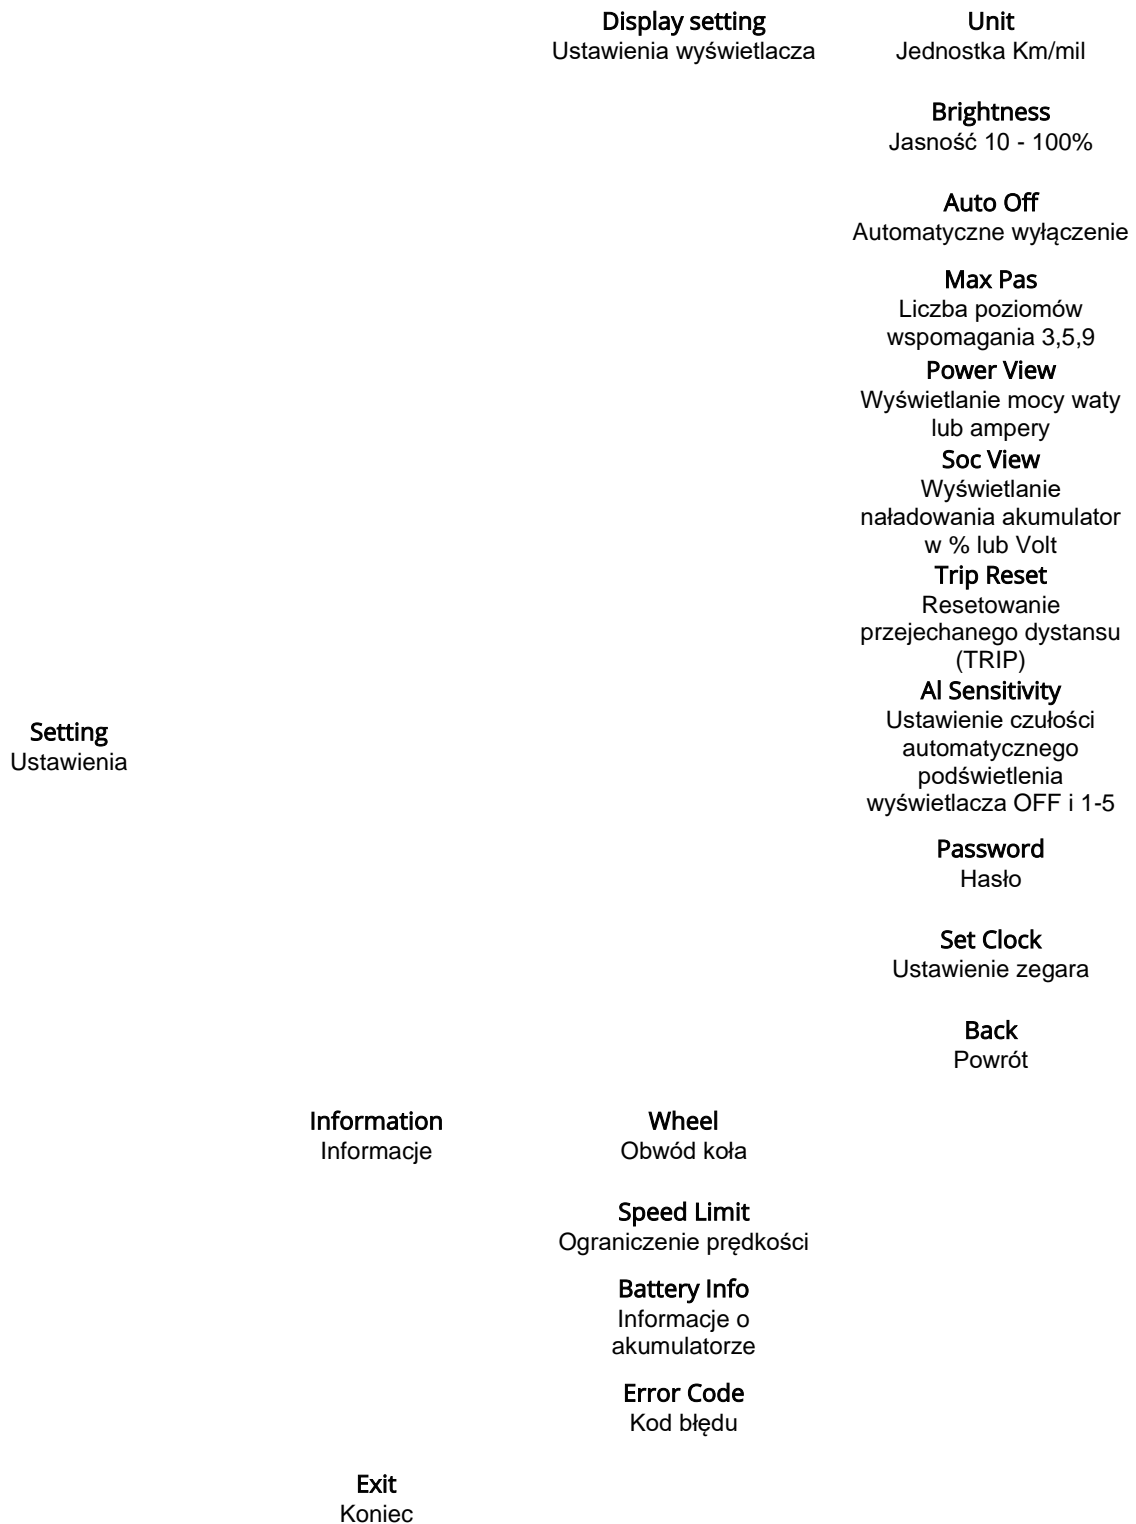 Display setting
Ustawienia wyświetlacza
Unit
Jednostka Km/mil
Brightness
Jasność 10 - 100%
Auto Off
Automatyczne wyłączenie
Max Pas
Liczba poziomów
wspomagania 3,5,9
Power View
Wyświetlanie mocy waty
lub ampery
Soc View
Wyświetlanie
naładowania akumulator
w % lub Volt
Trip Reset
Resetowanie
przejechanego dystansu
(TRIP)
Al Sensitivity
Ustawienie czułości
automatycznego
podświetlenia
wyświetlacza OFF i 1-5
Setting
Ustawienia
Password
Hasło
Set Clock
Ustawienie zegara
Back
Powrót
Information
Informacje
Wheel
Obwód koła
Speed Limit
Ograniczenie prędkości
Battery Info
Informacje o
akumulatorze
Error Code
Kod błędu
Exit
Koniec